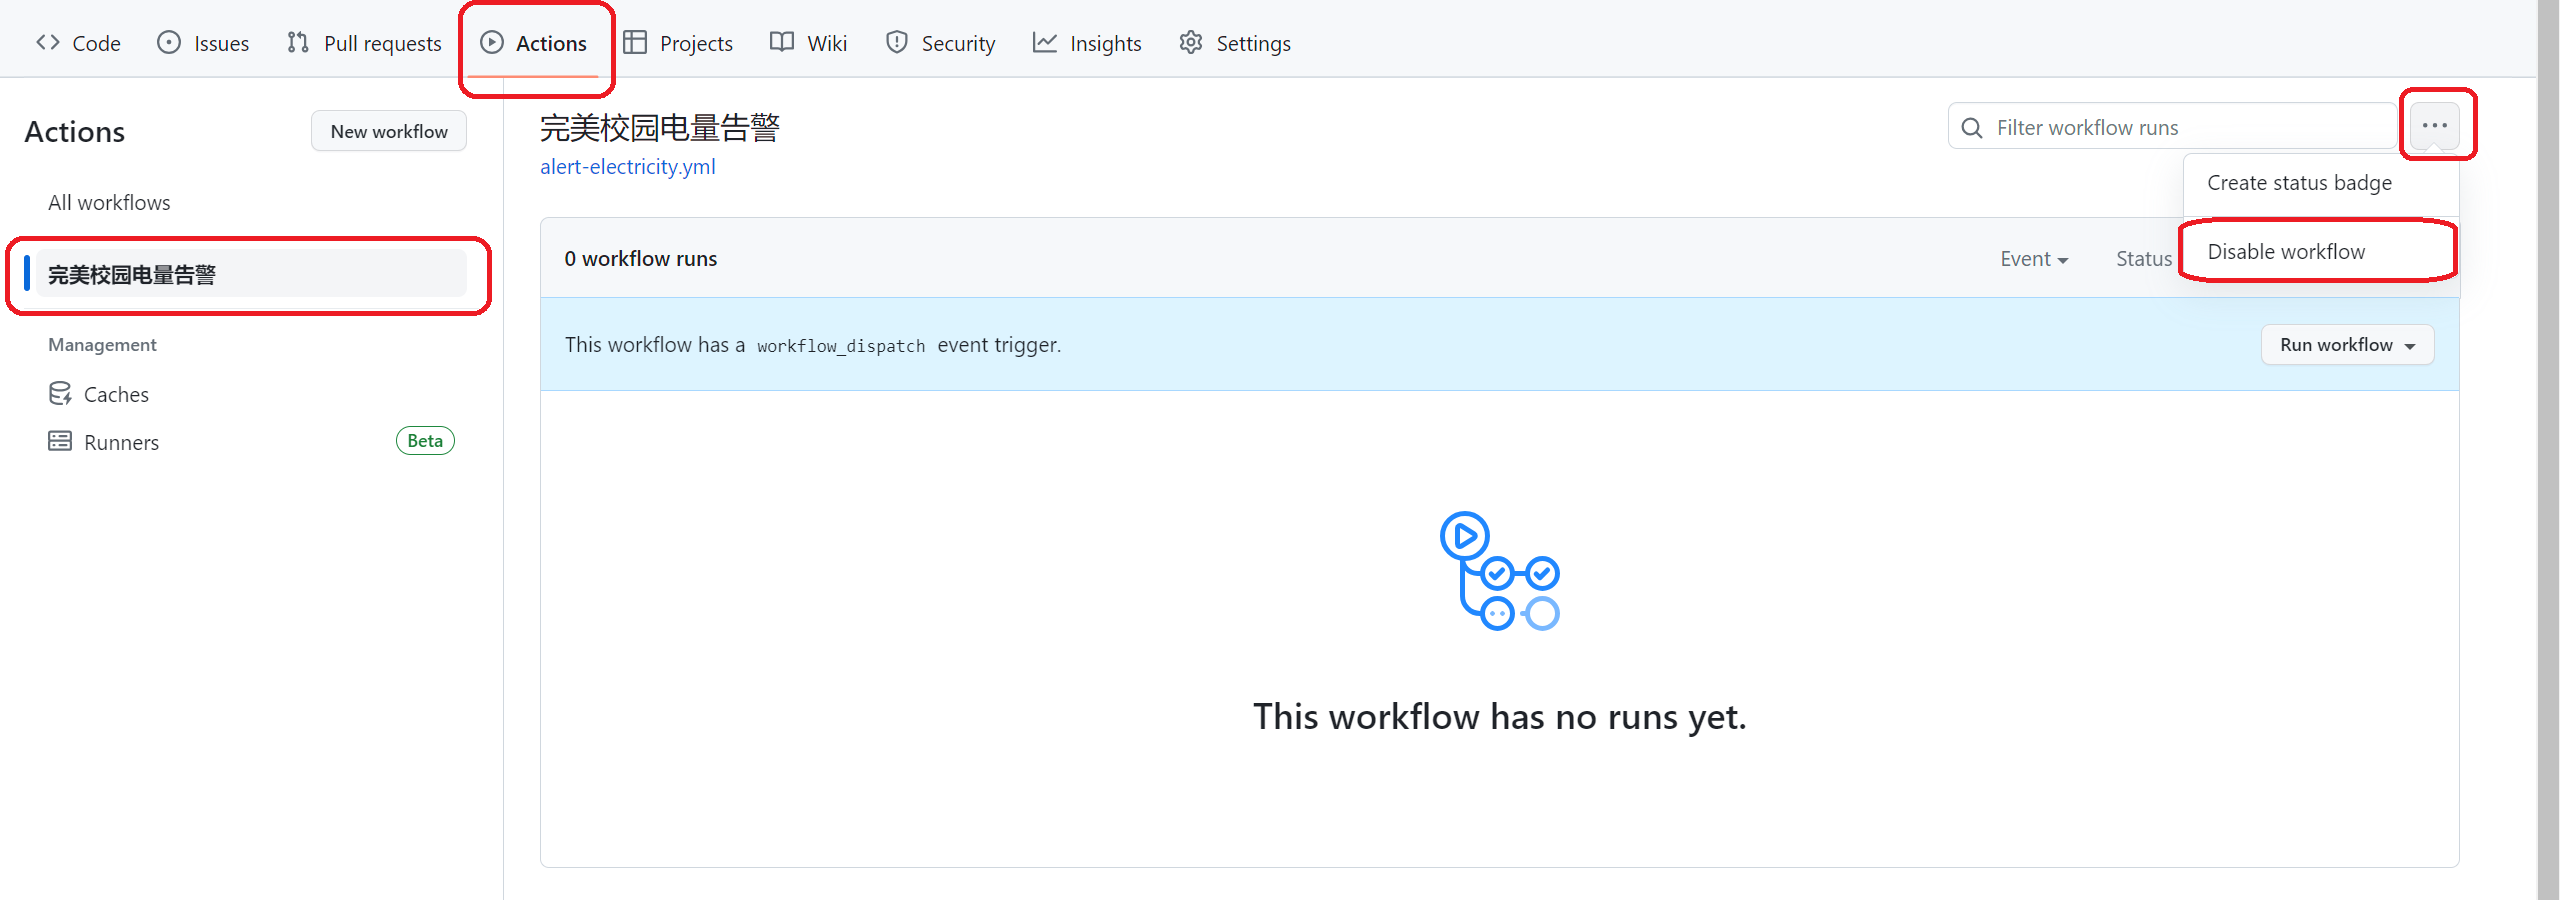 Code Issues Pull requests Actions Projects Wiki Security Insights Settings
Actions
New workflow
All workflows
完美校园电量告警
Management
Caches
Runners Beta
完美校园电量告警
alert-electricity.yml
Filter workflow runs
...
Create status badge
Disable workflow
0 workflow runs
Event Status
This workflow has a workflow_dispatch event trigger.
Run workflow
This workflow has no runs yet.